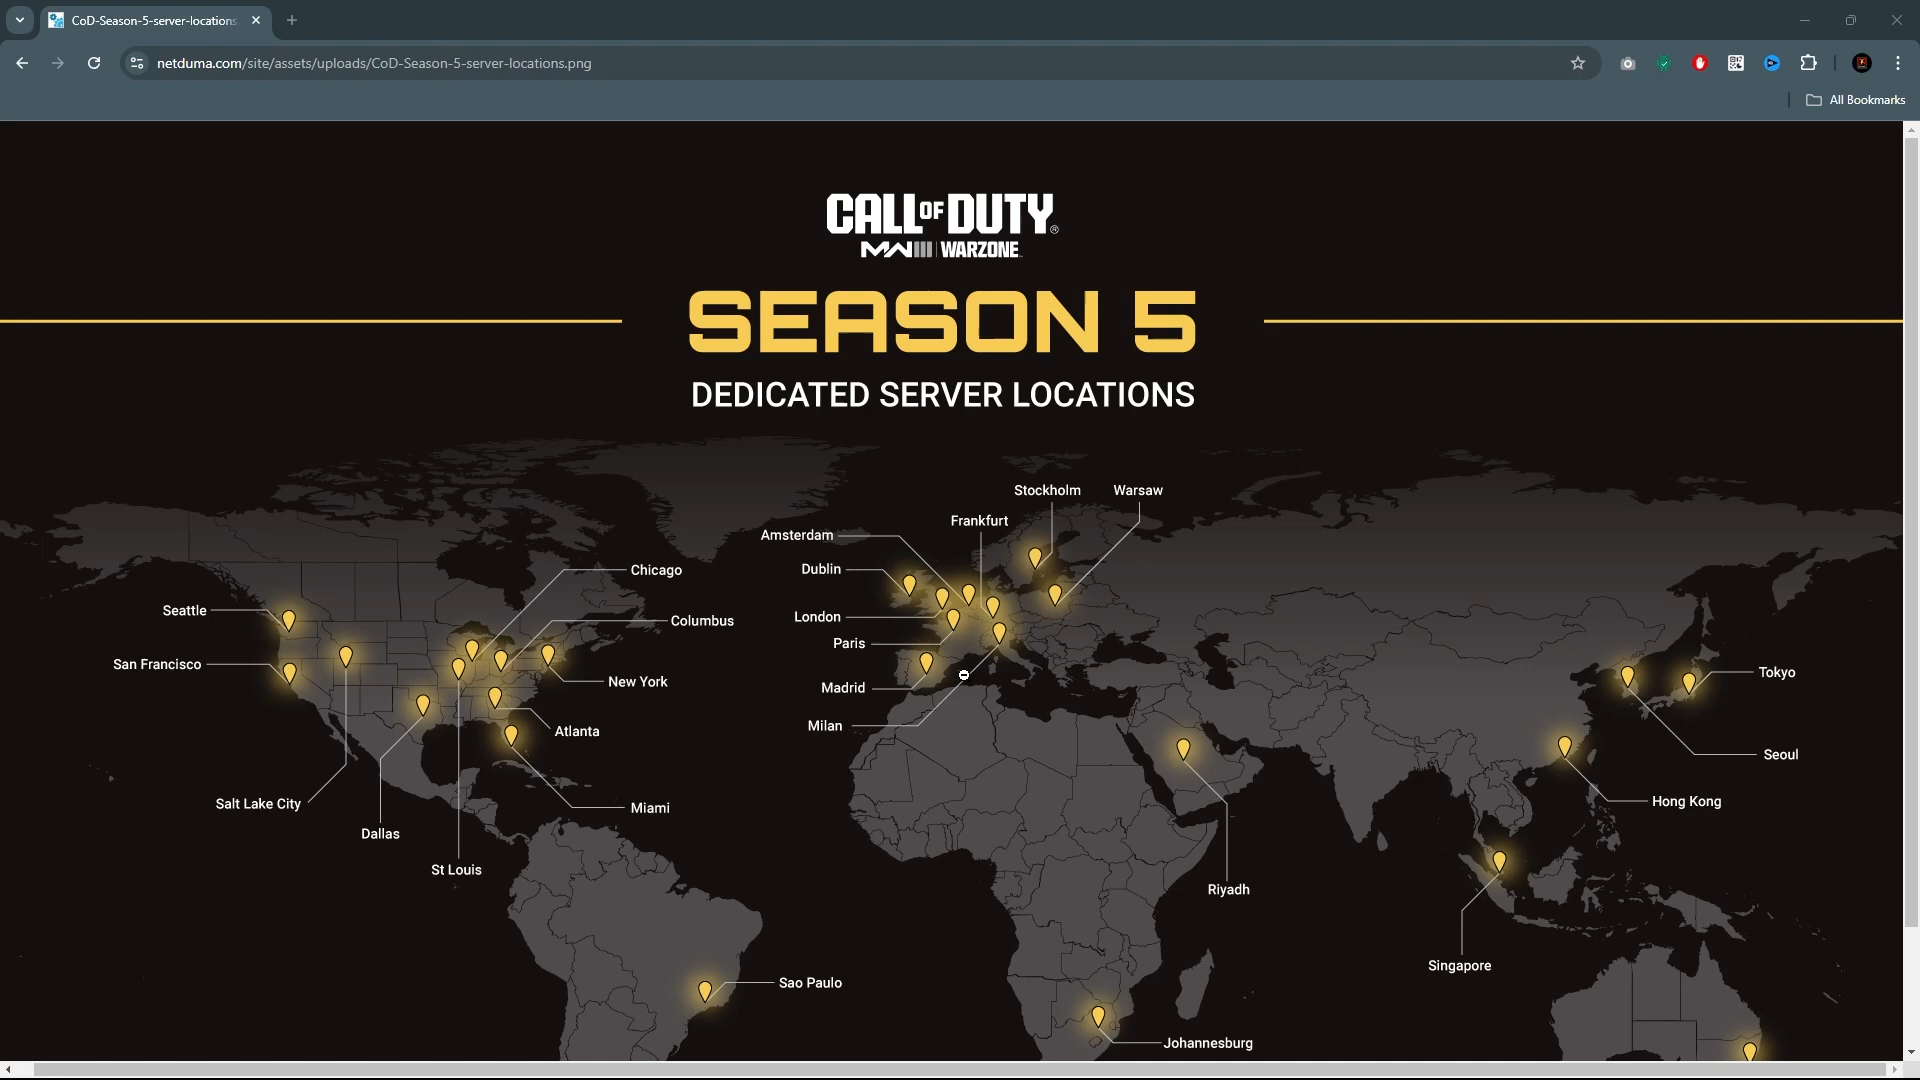 CoD-Season-5-server-locations
netduma.com/site/assets/uploads/CoD-Season-5-server-locations.png
All Bookmarks
CALL OF DUTY®
MWIII | WARZONE
SEASON 5
DEDICATED SERVER LOCATIONS
Stockholm
Warsaw
Frankfurt
Amsterdam
Chicago
Dublin
Seattle
Columbus
London
Paris
San Francisco
New York
Madrid
Tokyo
Atlanta
Milan
Seoul
Salt Lake City
Miami
Hong Kong
Dallas
St Louis
Riyadh
Singapore
Sao Paulo
Johannesburg